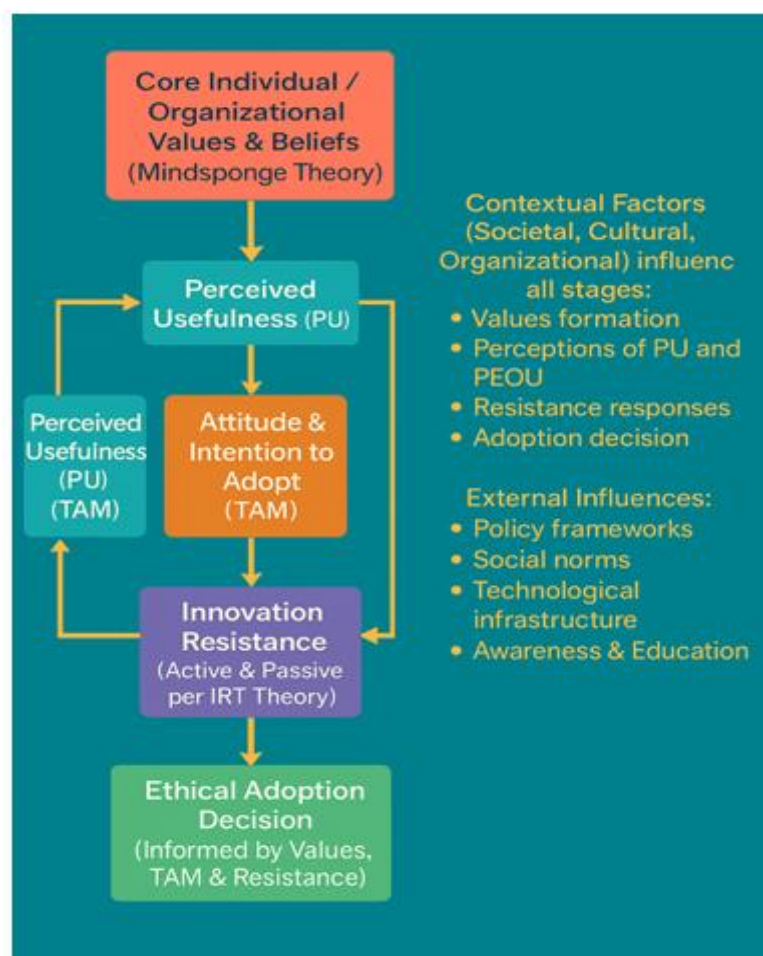 Core Individual /
Organizational
Values & Beliefs
(Mindsponge Theory)
Perceived
Usefulness (PU)
Perceived
Usefulness
(PU)
(TAM)
Attitude &
Intention to
Adopt
(TAM)
Innovation
Resistance
(Active & Passive
per IRT Theory)
Ethical Adoption
Decision
(Informed by Values,
TAM & Resistance)
Contextual Factors
(Societal, Cultural,
Organizational) influenc
all stages:
• Values formation
• Perceptions of PU and
PEOU
• Resistance responses
• Adoption decision
External Influences:
• Policy frameworks
• Social norms
• Technological
infrastructure
• Awareness & Education